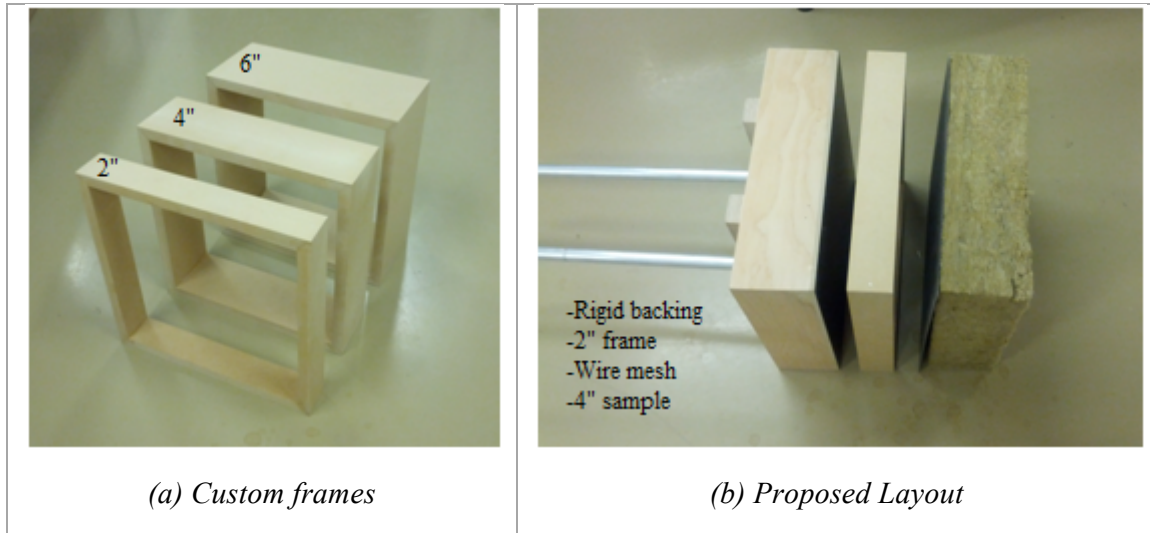 6"
4"
2"
-Rigid backing
-2" frame
-Wire mesh
-4" sample
(a) Custom frames
(b) Proposed Layout